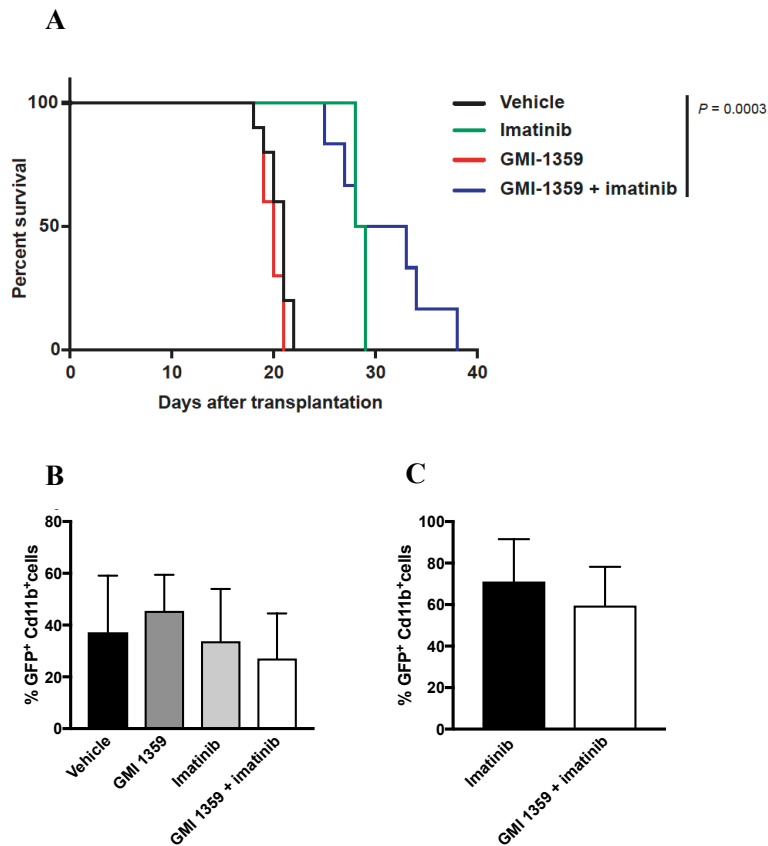 A
Percent survival
100
50
0
0 10 20 30 40
Days after transplantation
Vehicle
Imatinib
GMI-1359
GMI-1359 + imatinib
P = 0.0003
B
% GFP+ Cd11b+cells
80
60
40
20
0
Vehicle
GMI 1359
Imatinib
GMI 1359 + imatinib
C
% GFP+ Cd11b+cells
100
80
60
40
20
0
Imatinib
GMI 1359 + imatinib